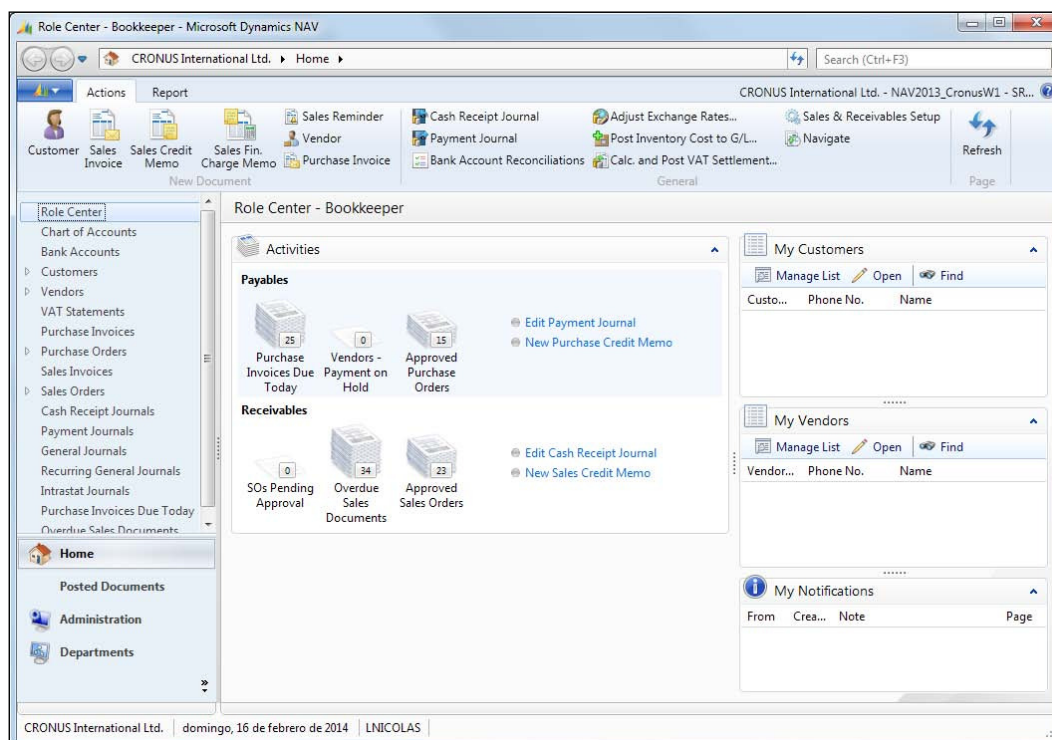 Role Center - Bookkeeper - Microsoft Dynamics NAV
CRONUS International Ltd. Home
Search (Ctrl+F3)
Actions Report
CRONUS International Ltd. - NAV2013_CronusW1 - SR...
Customer
Sales Invoice
Sales Credit Memo
Sales Fin. Charge Memo
Sales Reminder
Vendor
Purchase Invoice
New Document
Cash Receipt Journal
Payment Journal
Bank Account Reconciliations
Adjust Exchange Rates...
Post Inventory Cost to G/L...
Calc. and Post VAT Settlement...
Sales & Receivables Setup
Navigate
General
Refresh
Page
Role Center
Chart of Accounts
Bank Accounts
Customers
Vendors
VAT Statements
Purchase Invoices
Purchase Orders
Sales Invoices
Sales Orders
Cash Receipt Journals
Payment Journals
General Journals
Recurring General Journals
Intrastat Journals
Purchase Invoices Due Today
Overdue Sales Documents
Home
Posted Documents
Administration
Departments
Role Center - Bookkeeper
Activities
Payables
25
Purchase
Invoices Due
Today
0
Vendors -
Payment on
Hold
15
Approved
Purchase
Orders
Edit Payment Journal
New Purchase Credit Memo
Receivables
0
SOs Pending
Approval
34
Overdue
Sales
Documents
23
Approved
Sales Orders
Edit Cash Receipt Journal
New Sales Credit Memo
My Customers
Manage List Open Find
Custo... Phone No. Name
My Vendors
Manage List Open Find
Vendor... Phone No. Name
My Notifications
From Crea... Note Page
CRONUS International Ltd. domingo, 16 de febrero de 2014 LNICOLAS